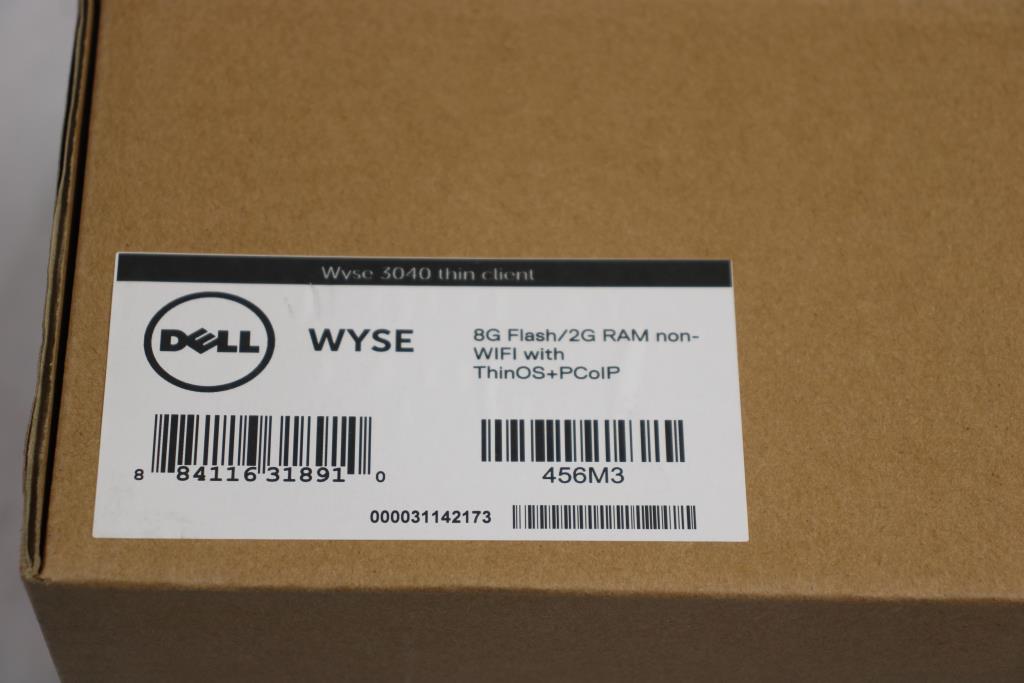 Wyse 3040 thin client
DELL
WYSE
8G Flash/2G RAM non-
WIFI with
ThinOS+PCoIP
8 84116 31891 0
456M3
000031142173